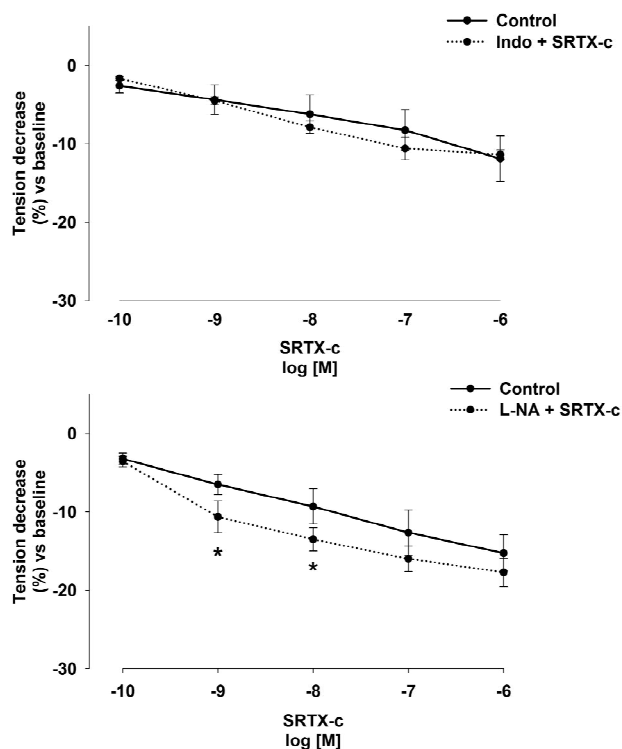 Control
Indo + SRTX-c
0
-10
-20
-30
Tension decrease
(%) vs baseline
-10 -9 -8 -7 -6
SRTX-c
log [M]
Control
L-NA + SRTX-c
0
-10
-20
-30
Tension decrease
(%) vs baseline
* *
-10 -9 -8 -7 -6
SRTX-c
log [M]